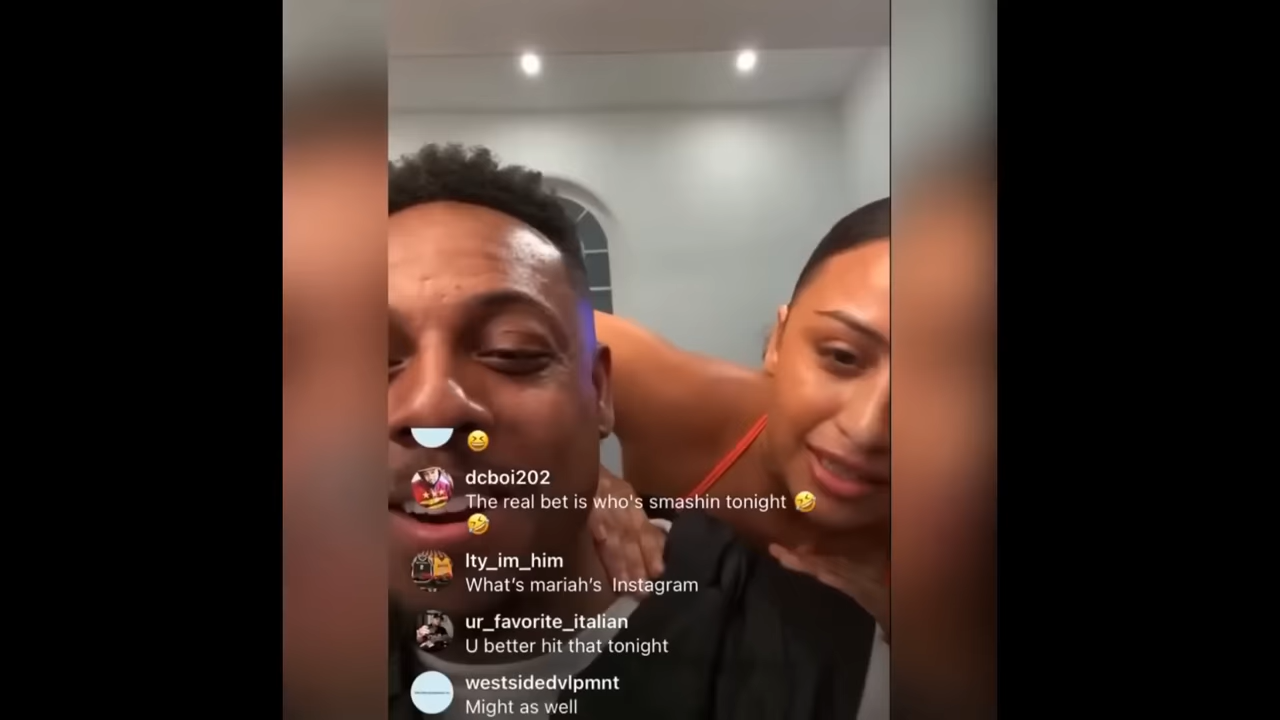 😆
dcboi202
The real bet is who's smashin tonight 🤣
🤣
lty_im_him
What's mariah's  Instagram
ur_favorite_italian
U better hit that tonight
westsidedvlpmnt
Might as well